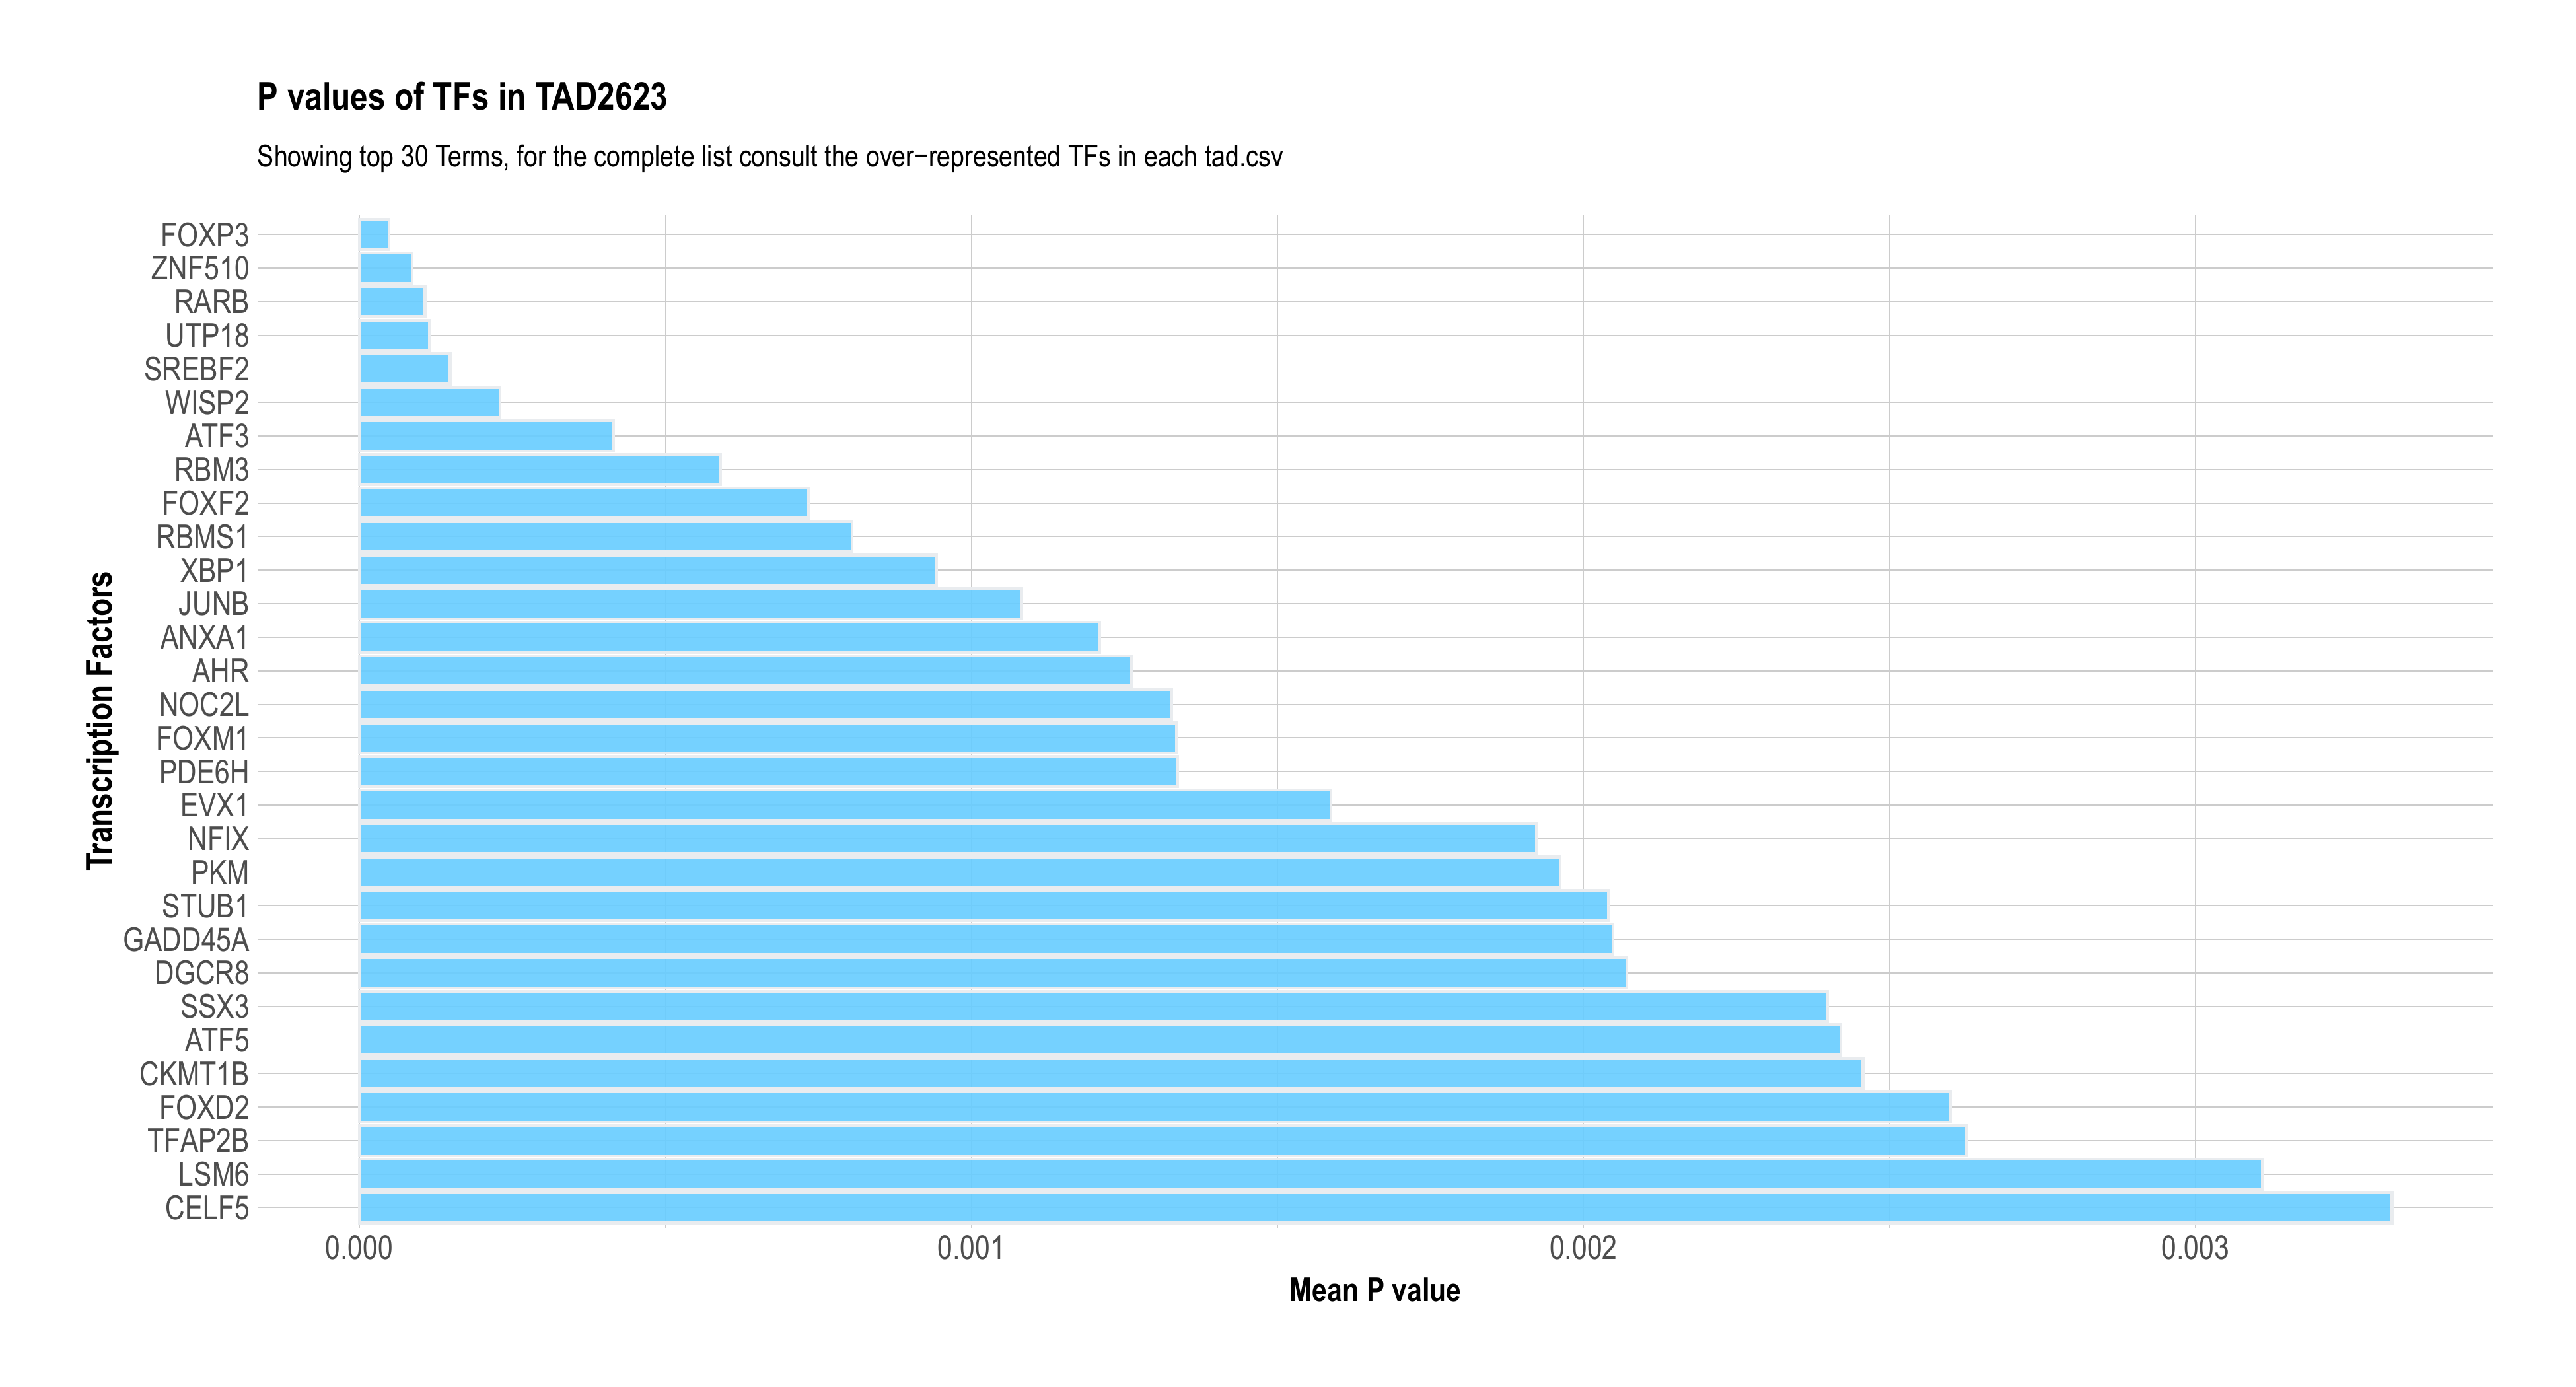 P values of TFs in TAD2623
Showing top 30 Terms, for the complete list consult the over−represented TFs in each tad.csv
Transcription Factors
FOXP3
ZNF510
RARB
UTP18
SREBF2
WISP2
ATF3
RBM3
FOXF2
RBMS1
XBP1
JUNB
ANXA1
AHR
NOC2L
FOXM1
PDE6H
EVX1
NFIX
PKM
STUB1
GADD45A
DGCR8
SSX3
ATF5
CKMT1B
FOXD2
TFAP2B
LSM6
CELF5
0.000 0.001 0.002 0.003
Mean P value